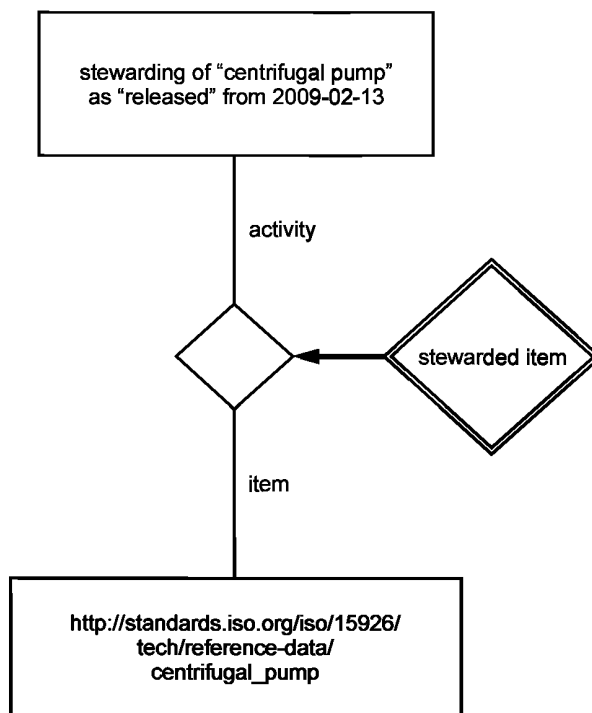 stewarding of “centrifugal pump”
as “released” from 2009-02-13
activity
stewarded item
item
http://standards.iso.org/iso/15926/
tech/reference-data/
centrifugal_pump